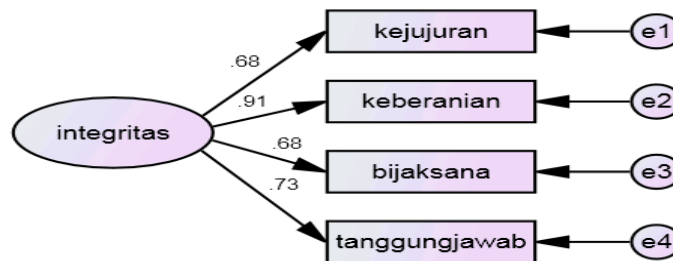 kejujuran
e1
.68
keberanian
e2
.91
integritas
.68
bijaksana
e3
.73
tanggungjawab
e4